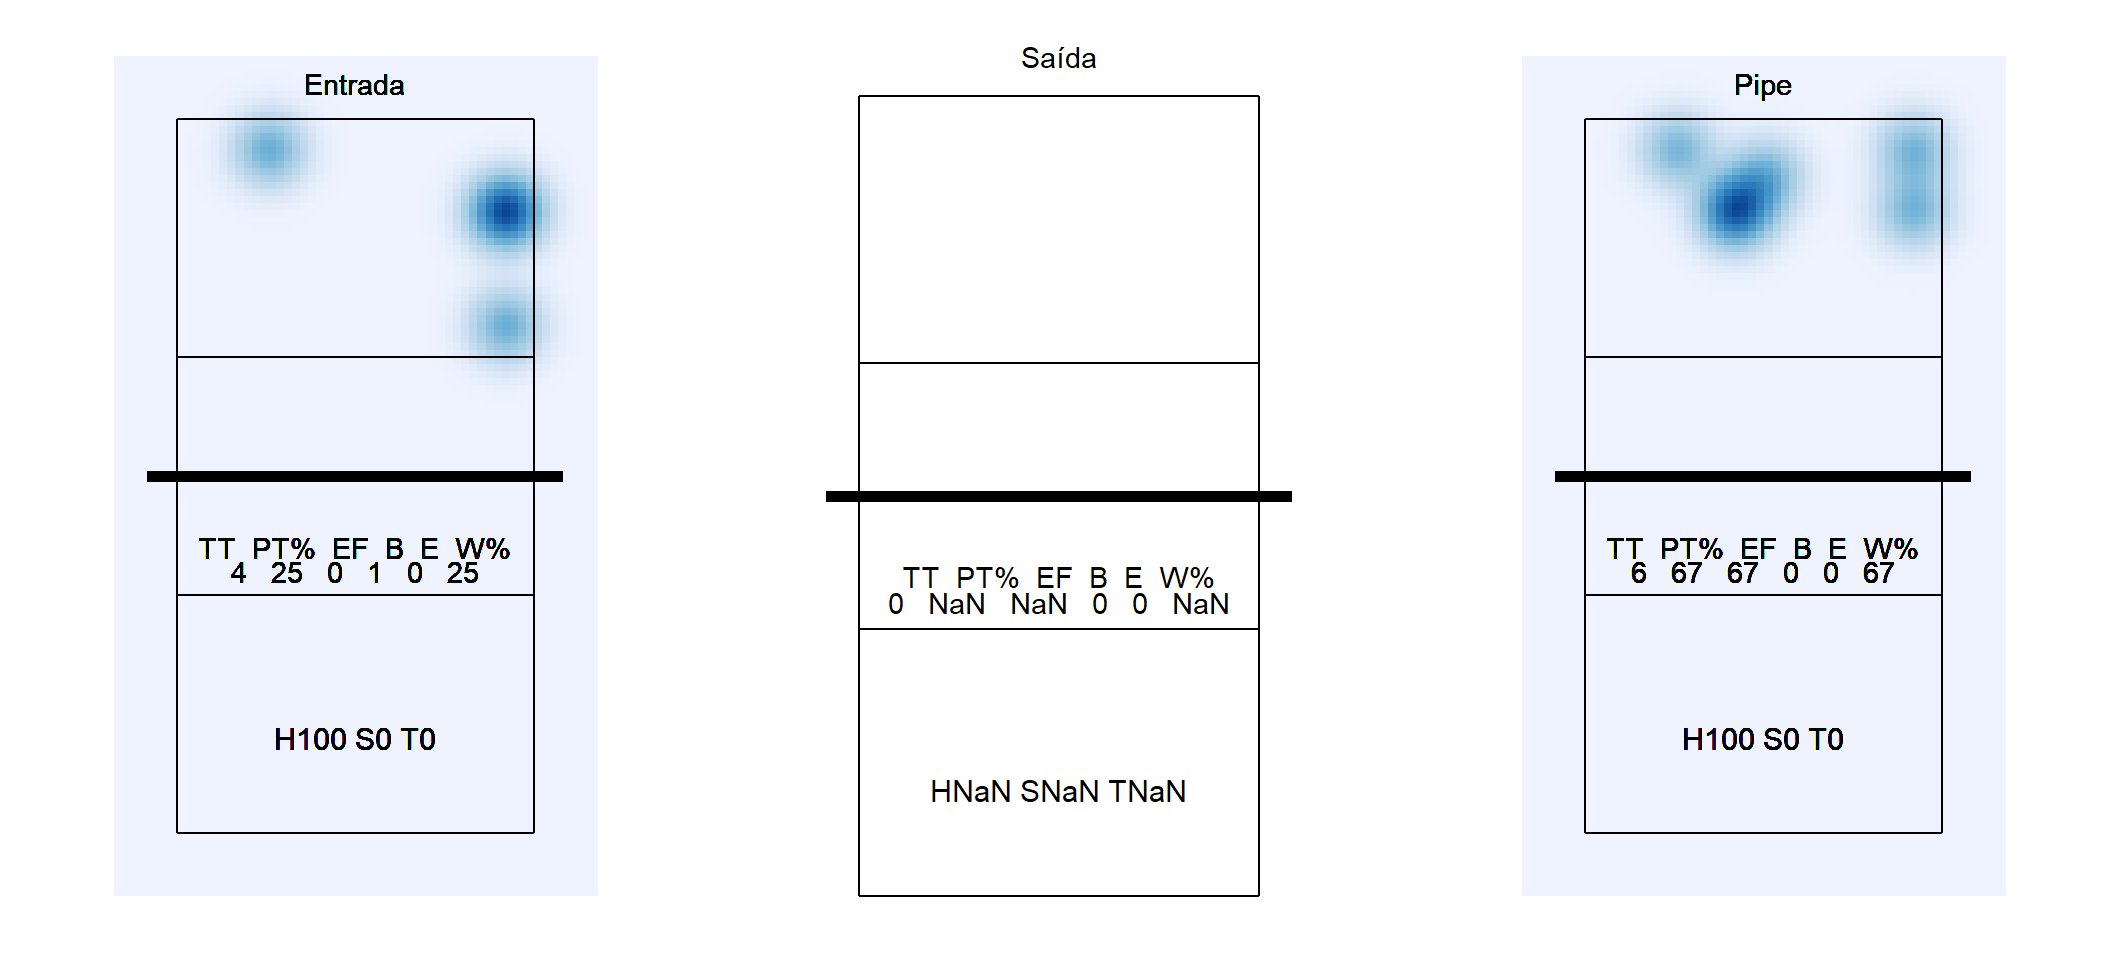 Entrada
TT PT% EF B E W%
4 25 0 1 0 25
H100 S0 T0
Saída
TT PT% EF B E W%
0 NaN NaN 0 0 NaN
HNaN SNaN TNaN
Pipe
TT PT% EF B E W%
6 67 67 0 0 67
H100 S0 T0